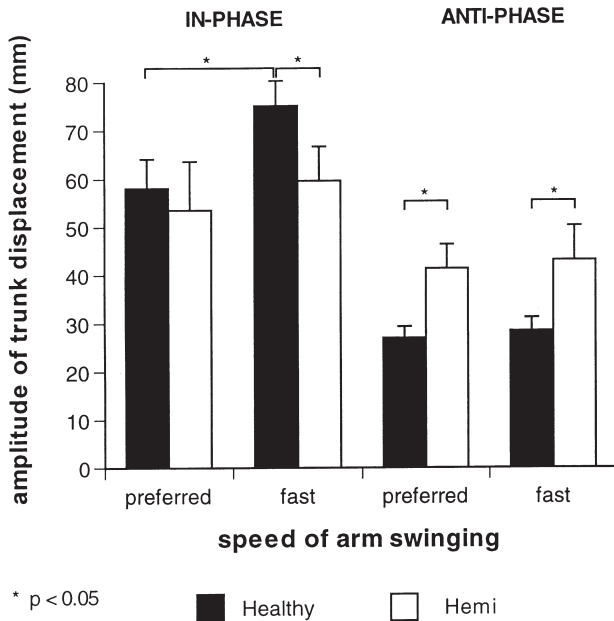 IN-PHASE ANTI-PHASE
* * * *
amplitude of trunk displacement (mm)
80
70
60
50
40
30
20
10
0
preferred fast preferred fast
speed of arm swinging
* p < 0.05
Healthy Hemi